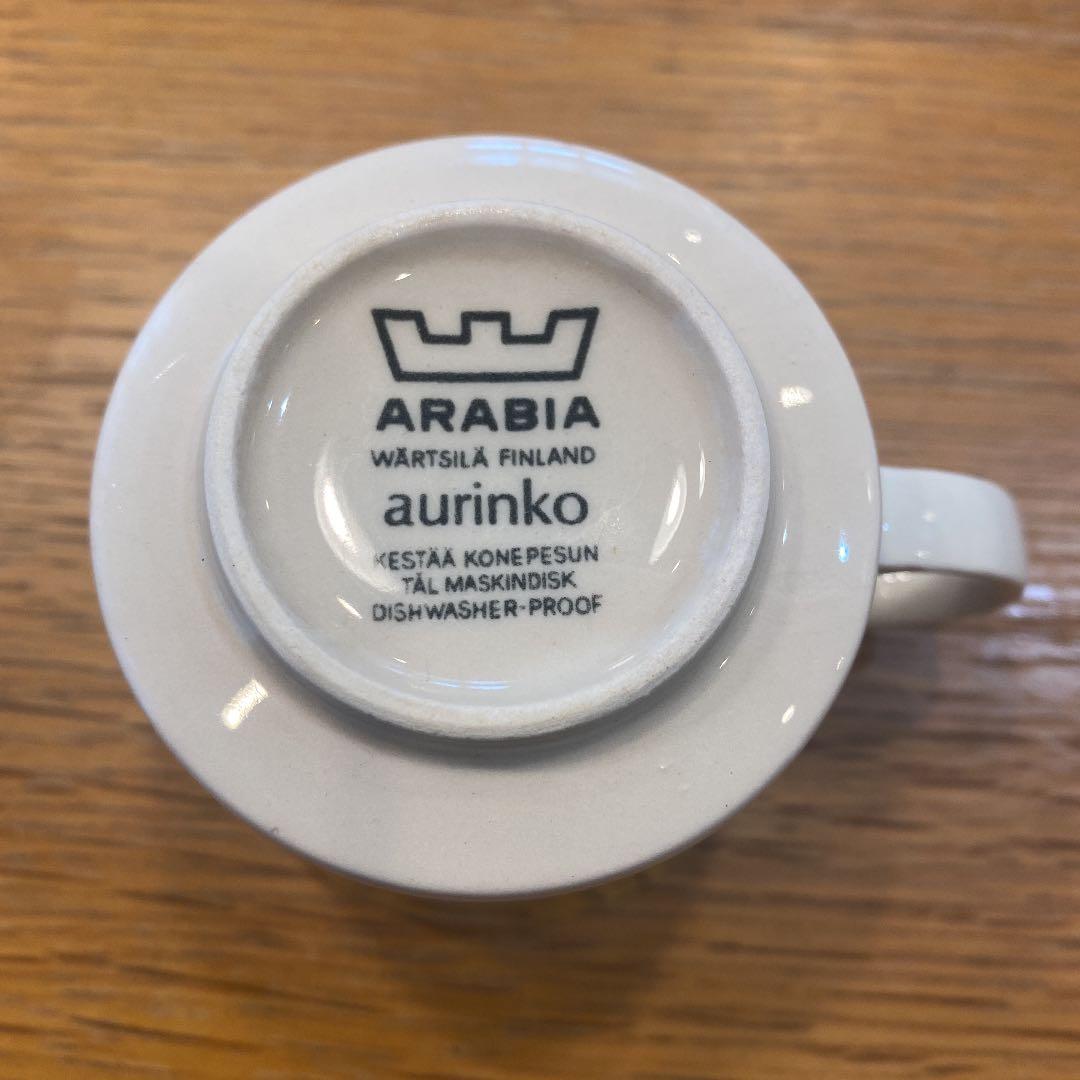 ARABIA
WÄRTSILÄ FINLAND
aurinko
KESTÄÄ KONEPESUN
TÅL MASKINDISK
DISHWASHER-PROOF